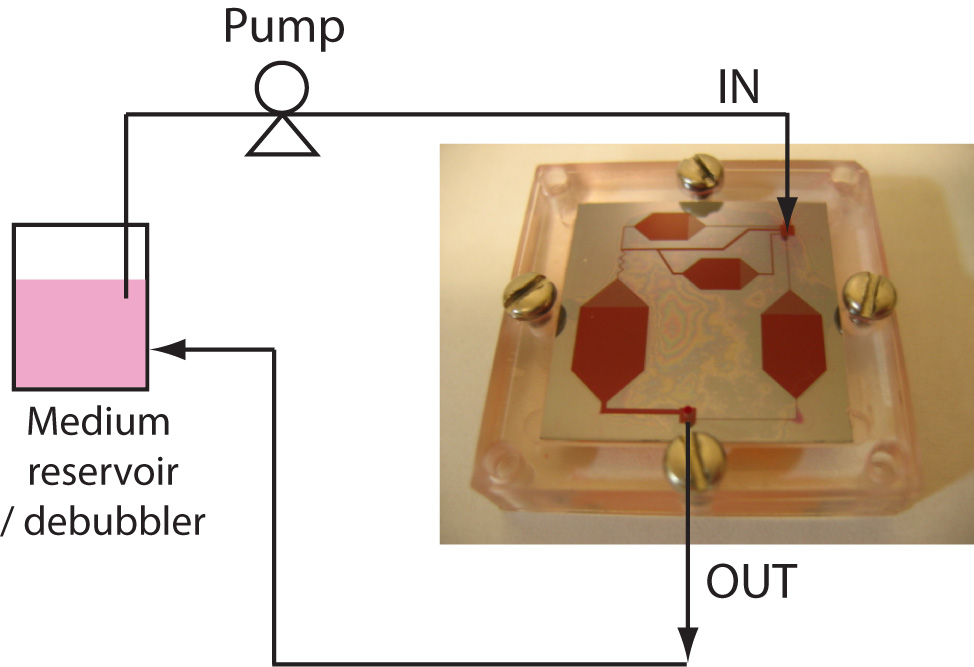 Pump
IN
Medium
reservoir
/ debubbler
OUT